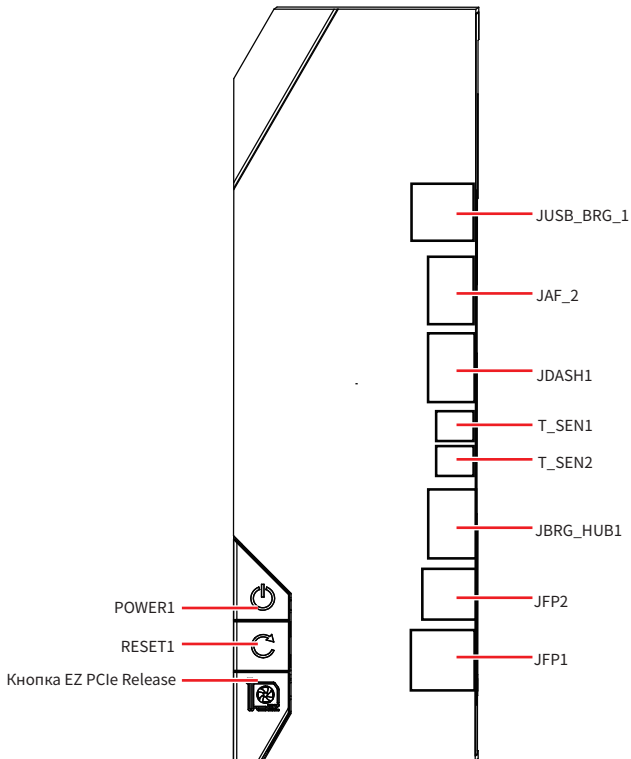 JUSB_BRG_1
JAF_2
JDASH1
T_SEN1
T_SEN2
JBRG_HUB1
JFP2
JFP1
POWER1
RESET1
Кнопка EZ PCIe Release